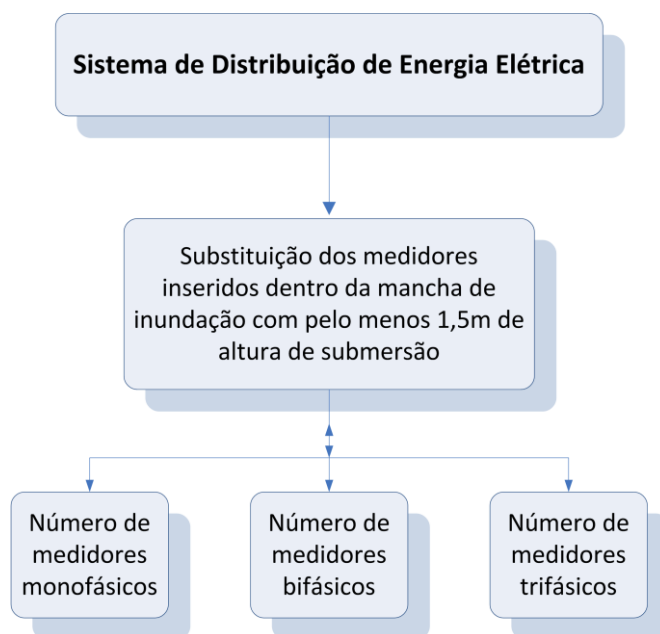 Sistema de Distribuição de Energia Elétrica
Substituição dos medidores
inseridos dentro da mancha de
inundação com pelo menos 1,5m de
altura de submersão
Número de
medidores
monofásicos
Número de
medidores
bifásicos
Número de
medidores
trifásicos